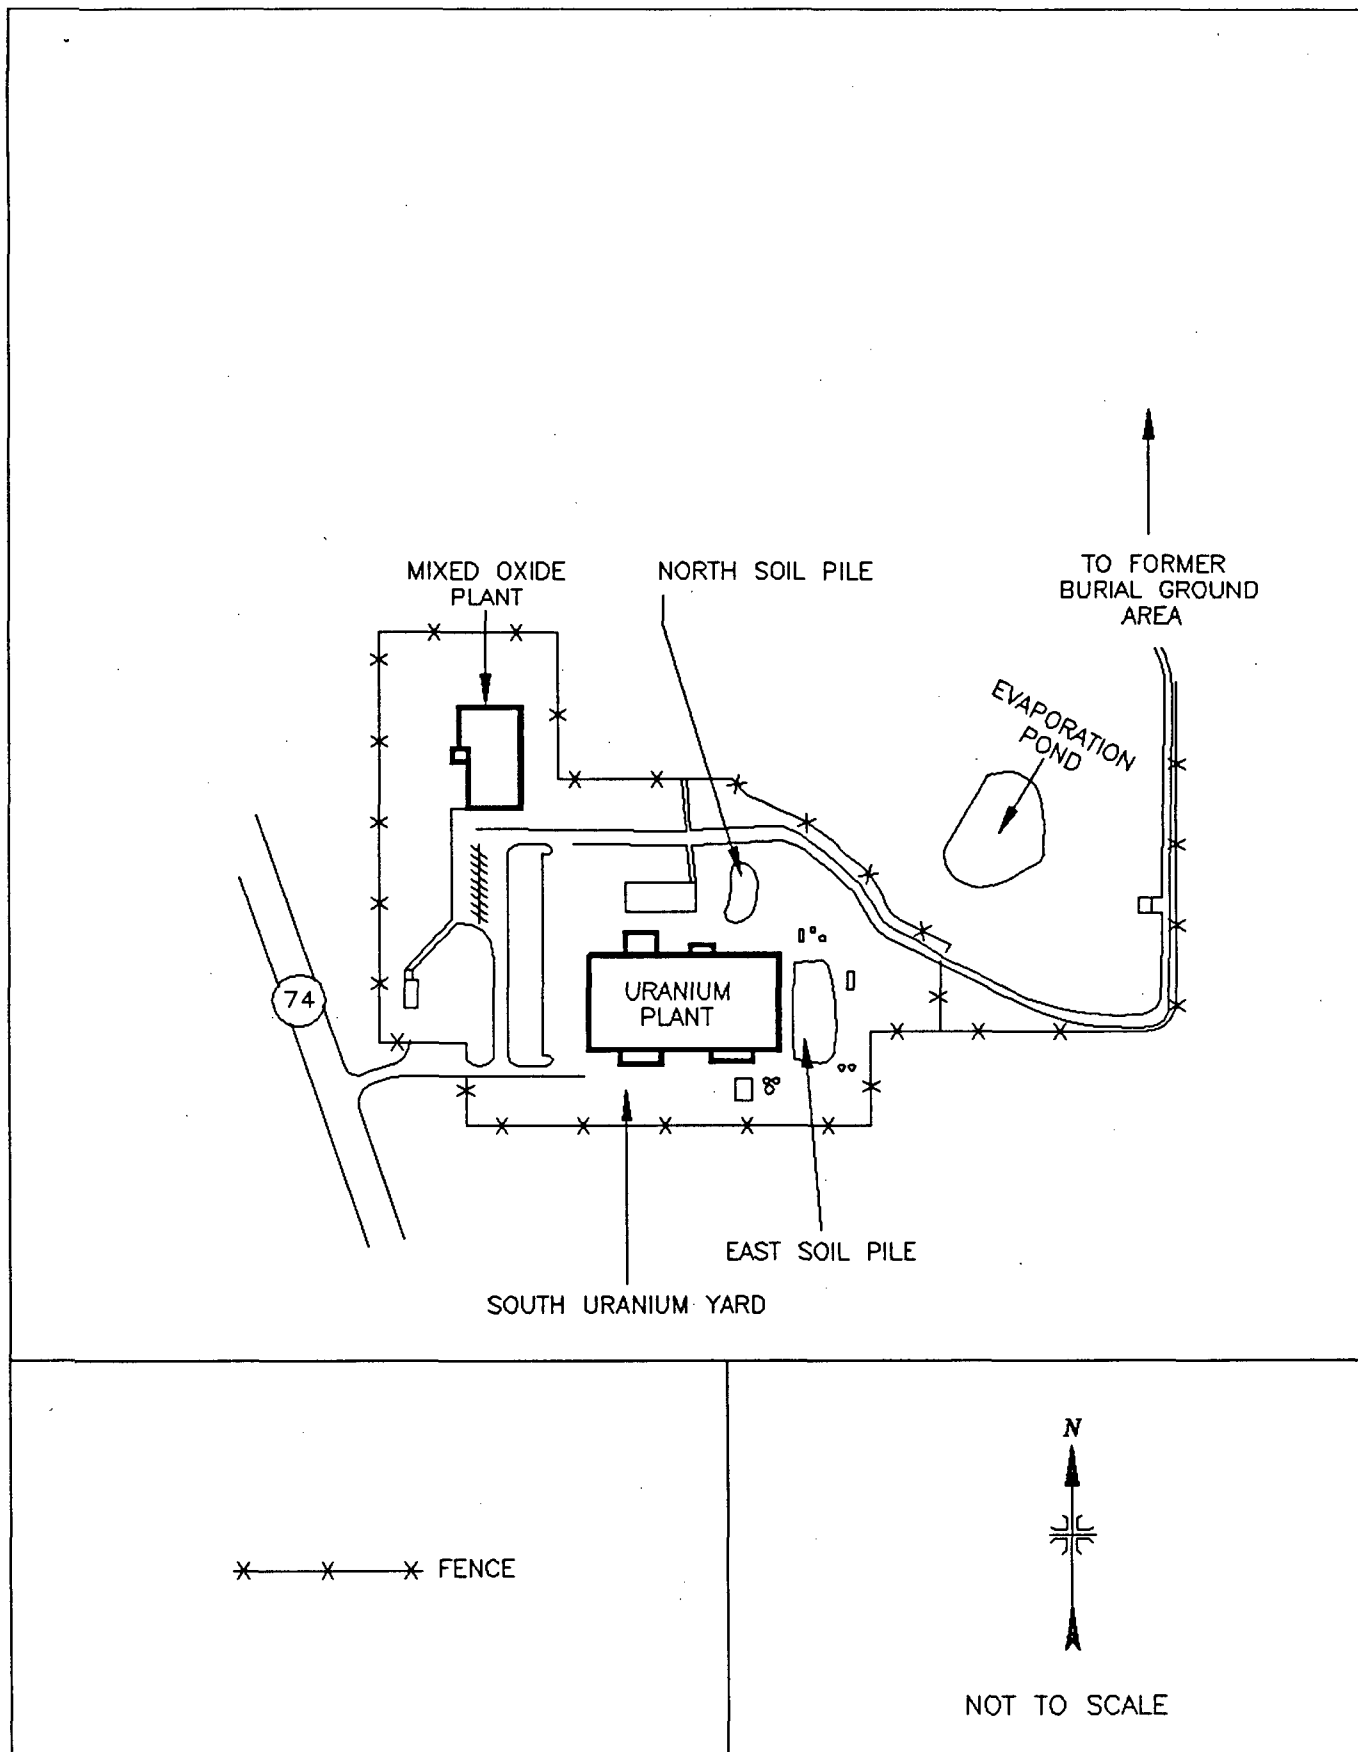 MIXED OXIDE
PLANT
NORTH SOIL PILE
TO FORMER
BURIAL GROUND
AREA
EVAPORATION
POND
74
URANIUM
PLANT
EAST SOIL PILE
SOUTH URANIUM YARD
FENCE
N
NOT TO SCALE